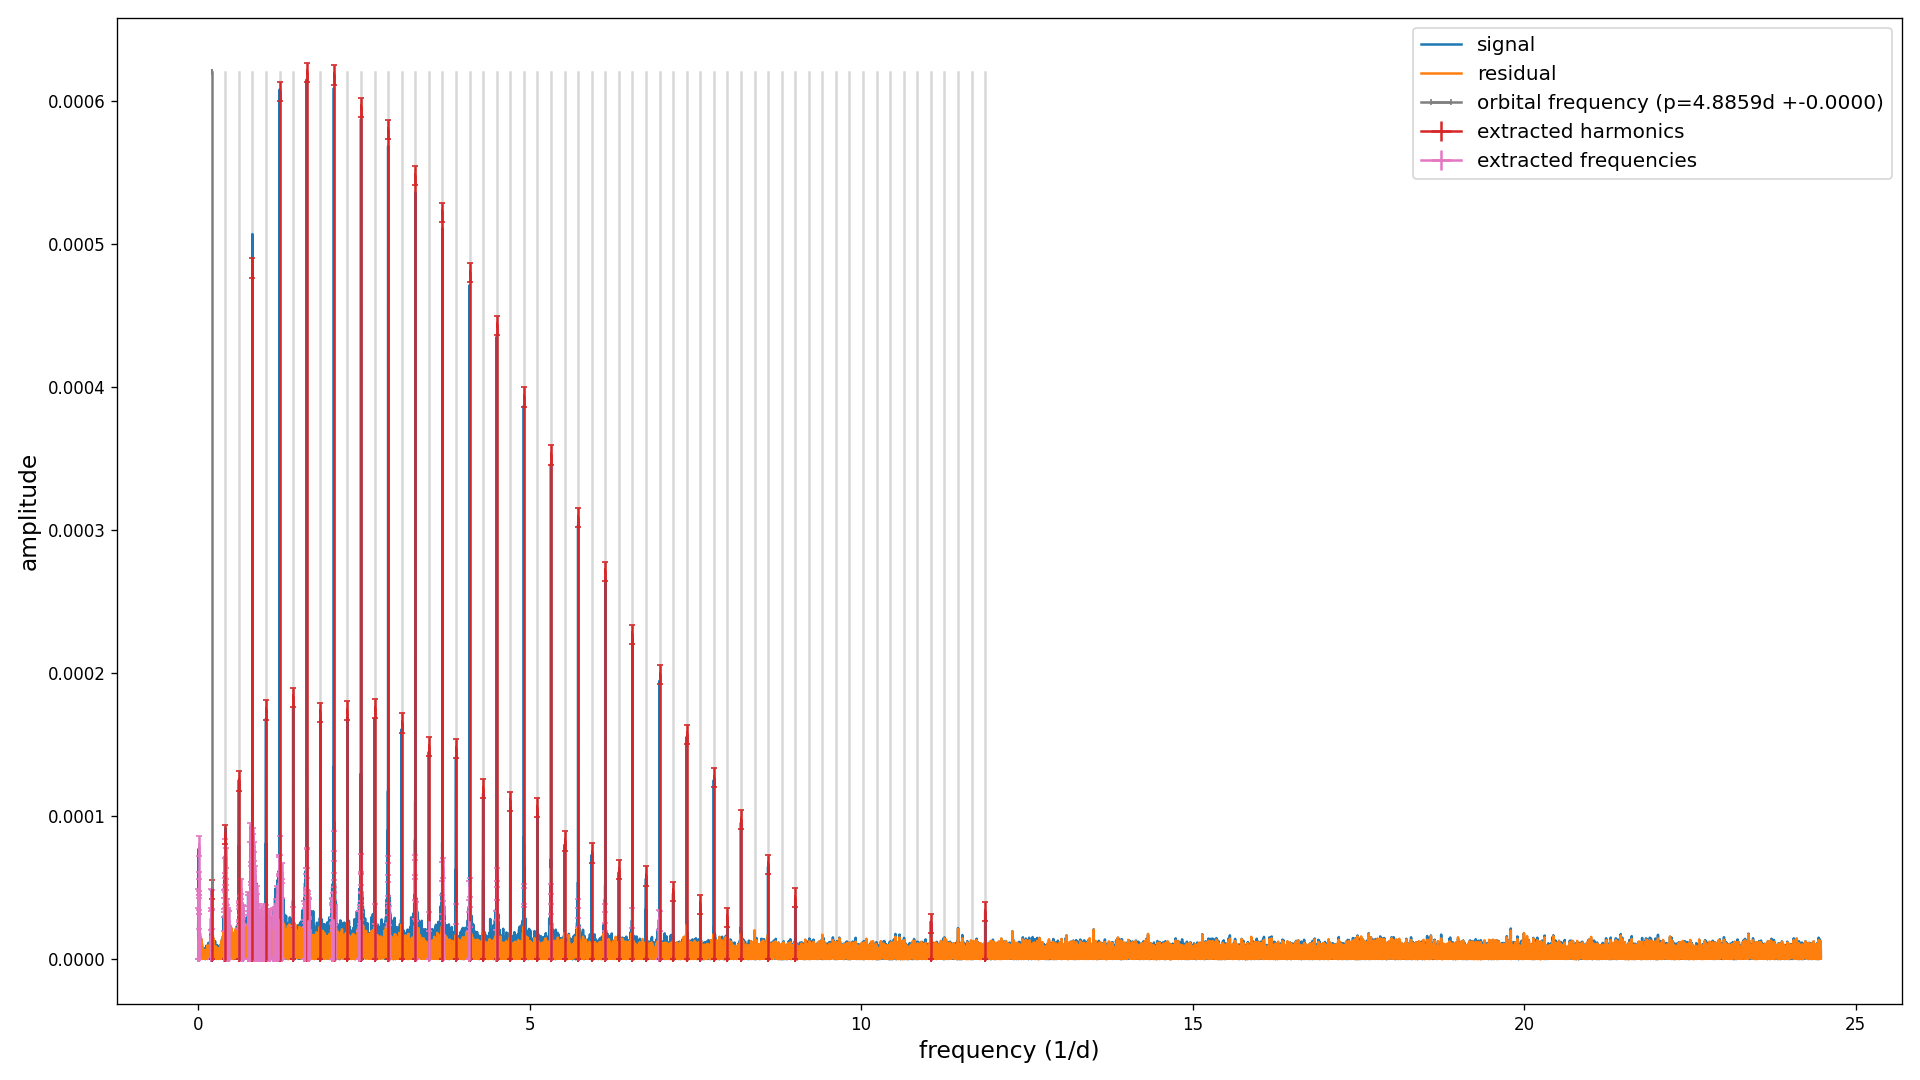 signal
residual
orbital frequency (p=4.8859d +-0.0000)
extracted harmonics
extracted frequencies
0.0006
0.0005
0.0004
0.0003
0.0002
0.0001
0.0000
amplitude
0
5
10
15
20
25
frequency (1/d)